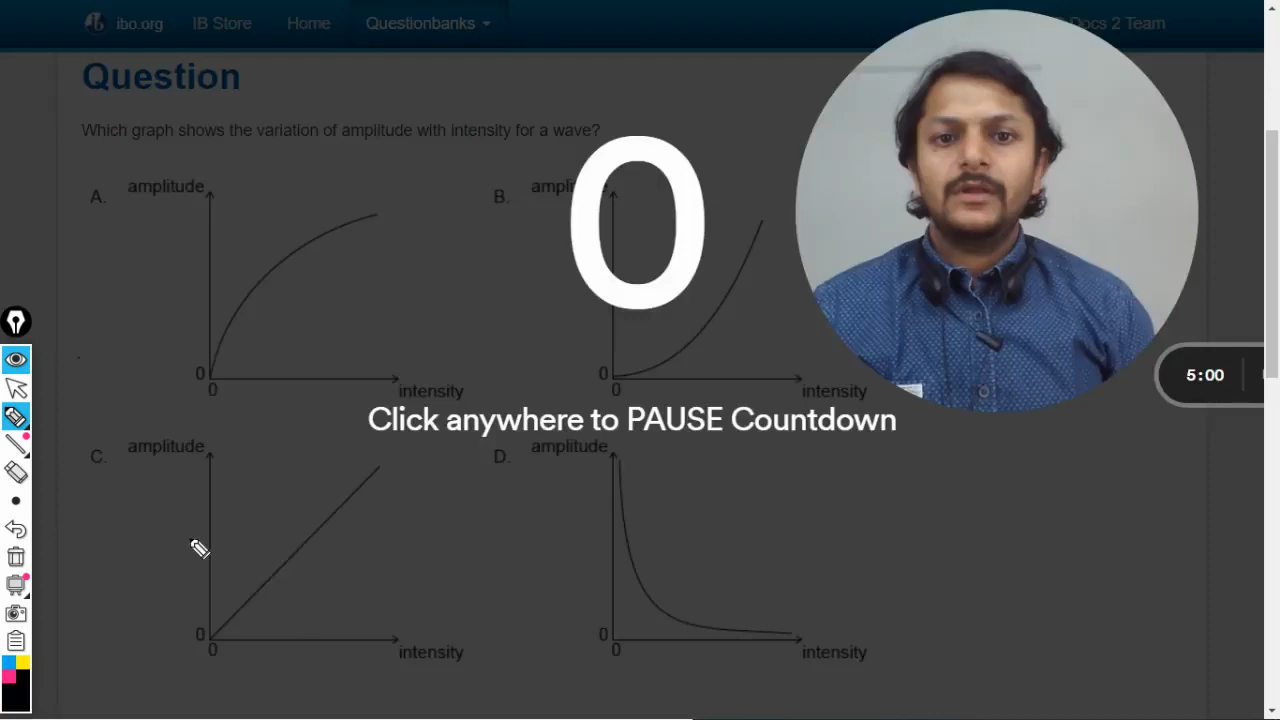 ibo.org IB Store Home Questionbanks Docs 2 Team
Question
Which graph shows the variation of amplitude with intensity for a wave?
A. amplitude
0
0
intensity
B.
0
0
intensity
0
Click anywhere to PAUSE Countdown
5:00
C. amplitude
0
0
intensity
D. amplitude
0
0
intensity